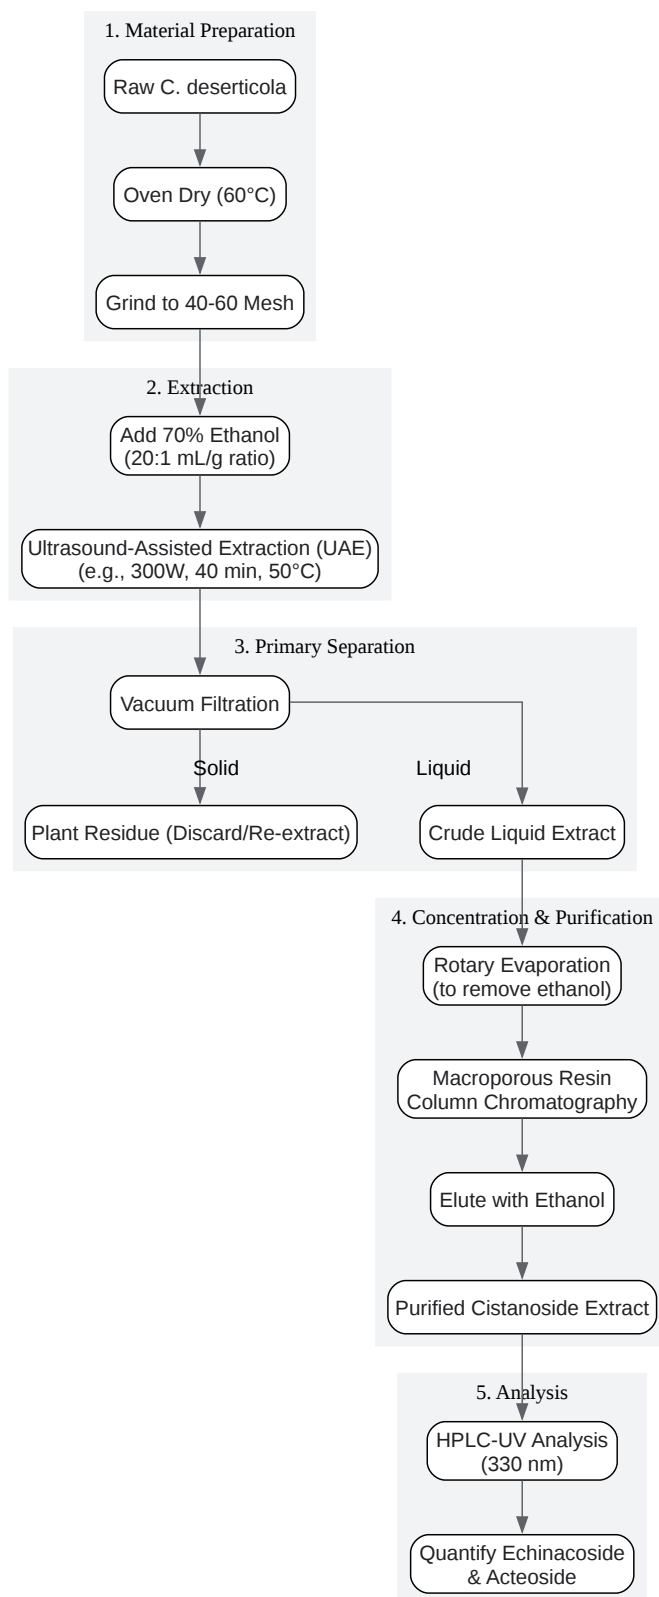 1. Material Preparation
Raw C. deserticola
Oven Dry (60°C)
Grind to 40-60 Mesh
2. Extraction
Add 70% Ethanol
(20:1 mL/g ratio)
Ultrasound-Assisted Extraction (UAE)
(e.g., 300W, 40 min, 50°C)
3. Primary Separation
Vacuum Filtration
Solid
Liquid
Plant Residue (Discard/Re-extract)
Crude Liquid Extract
4. Concentration & Purification
Rotary Evaporation
(to remove ethanol)
Macroporous Resin
Column Chromatography
Elute with Ethanol
Purified Cistanoside Extract
5. Analysis
HPLC-UV Analysis
(330 nm)
Quantify Echinacoside
& Acteoside